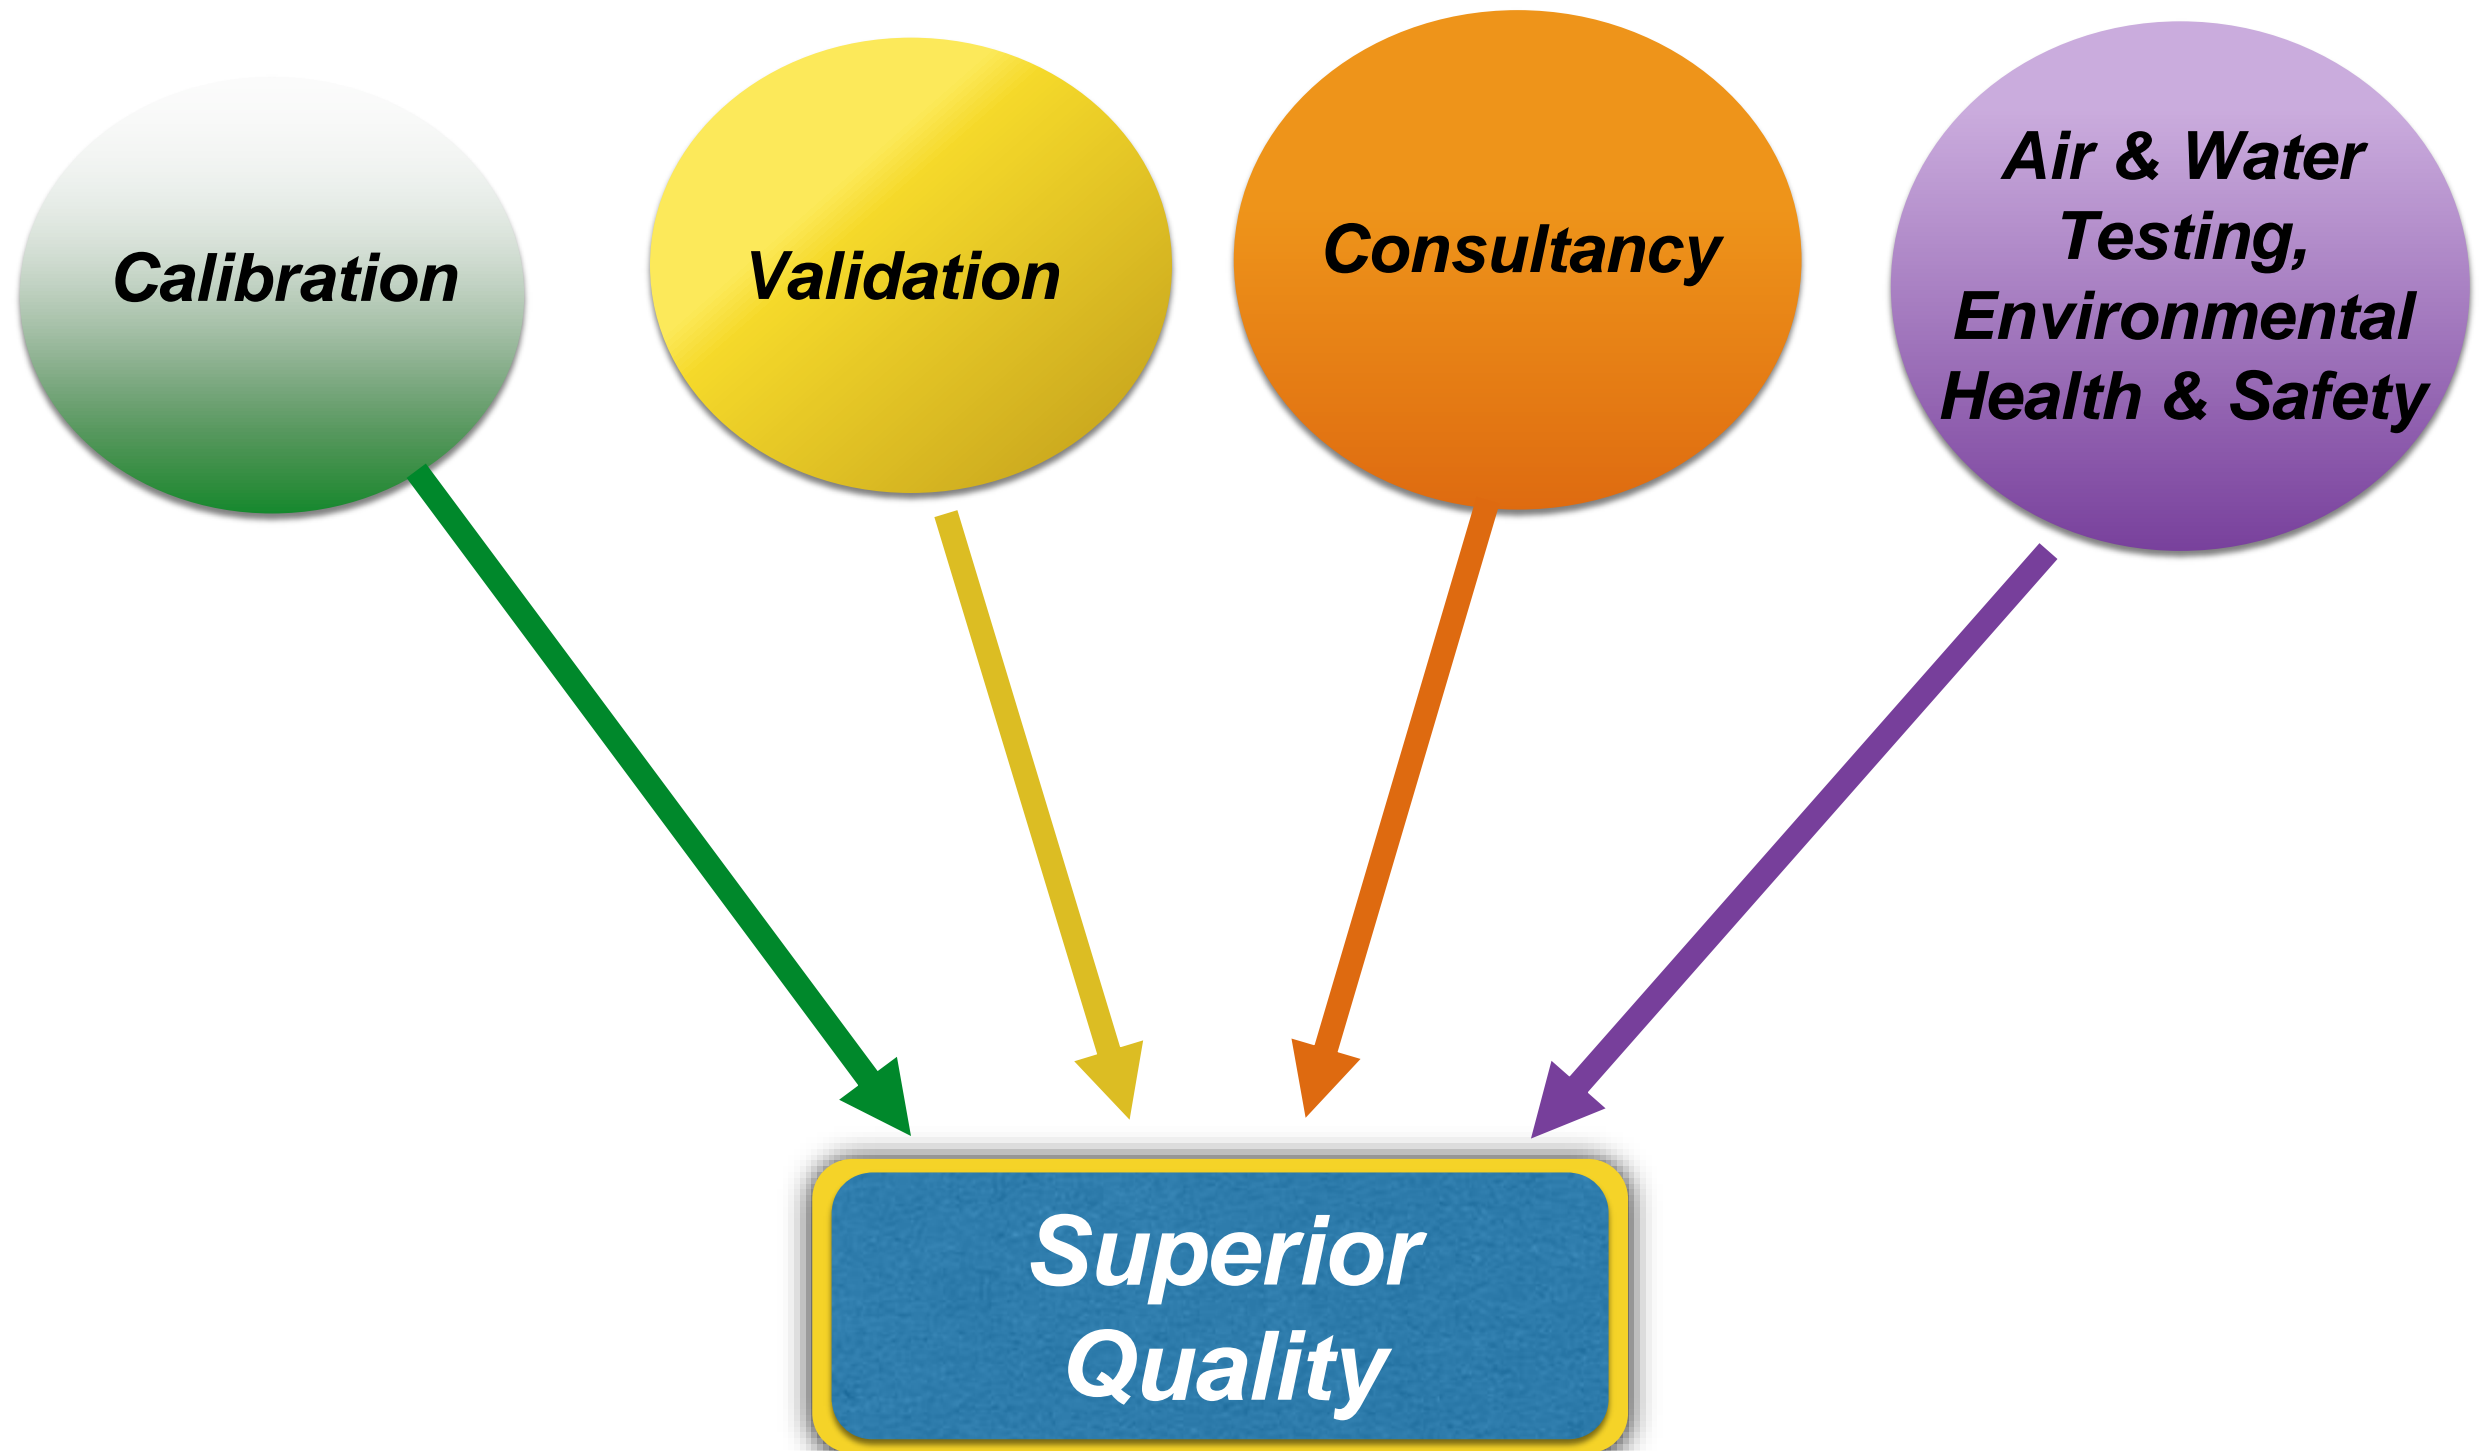 Calibration
Validation
Consultancy
Air & Water
Testing,
Environmental
Health & Safety
Superior
Quality